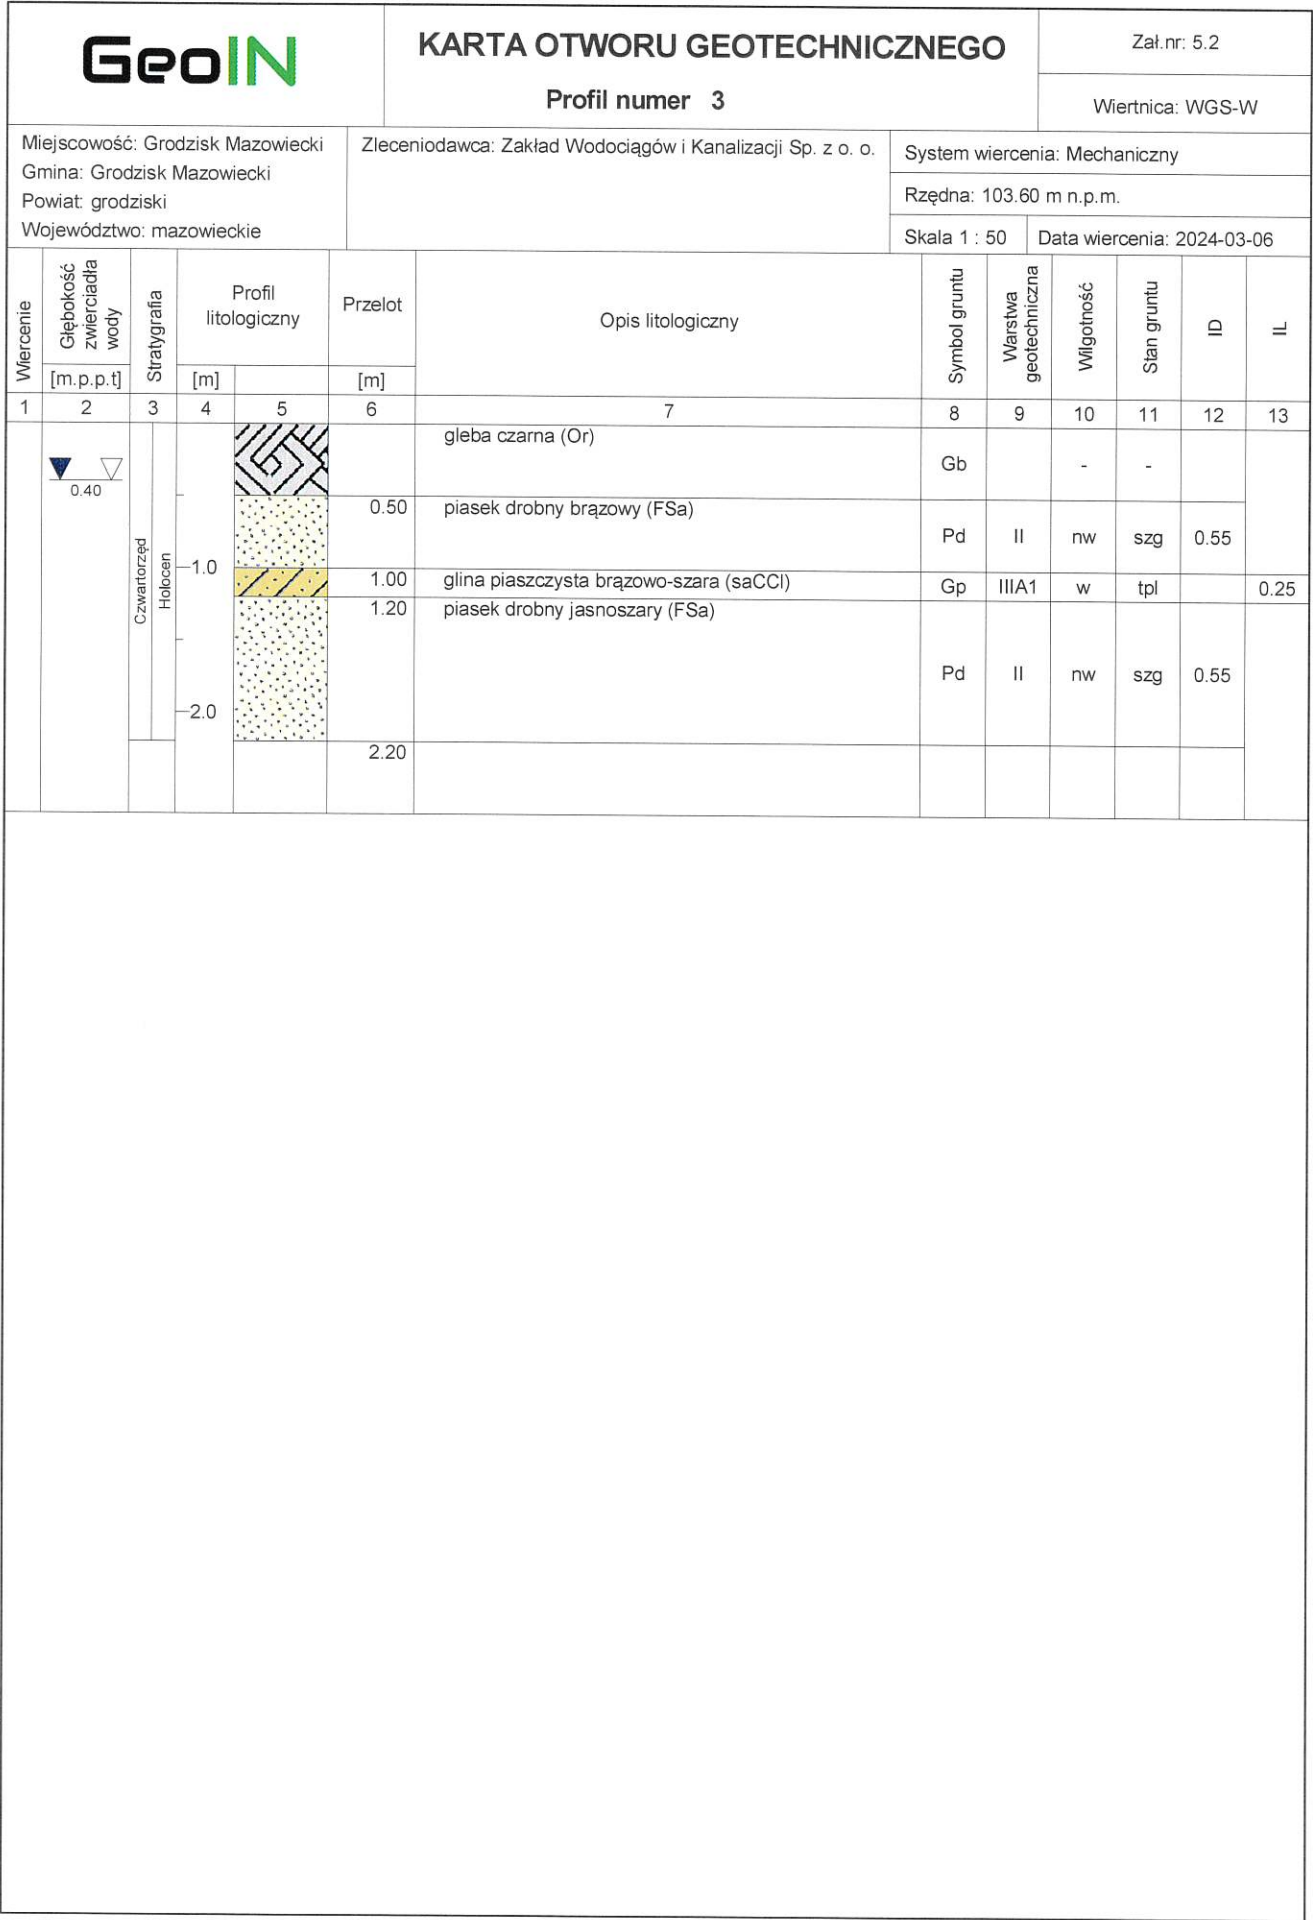 GeoIN
KARTA OTWORU GEOTECHNICZNEGO
Profil numer 3
Zał.nr: 5.2
Wiertnica: WGS-W
Miejscowość: Grodzisk Mazowiecki
Gmina: Grodzisk Mazowiecki
Powiat: grodziski
Województwo: mazowieckie
Zleceniodawca: Zakład Wodociągów i Kanalizacji Sp. z o. o.
System wiercenia: Mechaniczny
Rzędna: 103.60 m n.p.m.
Skala 1 : 50 Data wiercenia: 2024-03-06
Wiercenie
Głębokość
zwierciadła
wody
[m.p.p.t]
Stratygrafia
Profil
litologiczny
[m]
Przelot
[m]
Opis litologiczny
Symbol gruntu
Warstwa
geotechniczna
Wilgotność
Stan gruntu
ID
IL
1 2 3 4 5 6 7 8 9 10 11 12 13
0.40
Czwartorzęd
Holocen
1.0
2.0
gleba czarna (Or) Gb - -
0.50 piasek drobny brązowy (FSa) Pd II nw szg 0.55
1.00 glina piaszczysta brązowo-szara (saCCl) Gp IIIA1 w tpl 0.25
1.20 piasek drobny jasnoszary (FSa) Pd II nw szg 0.55
2.20